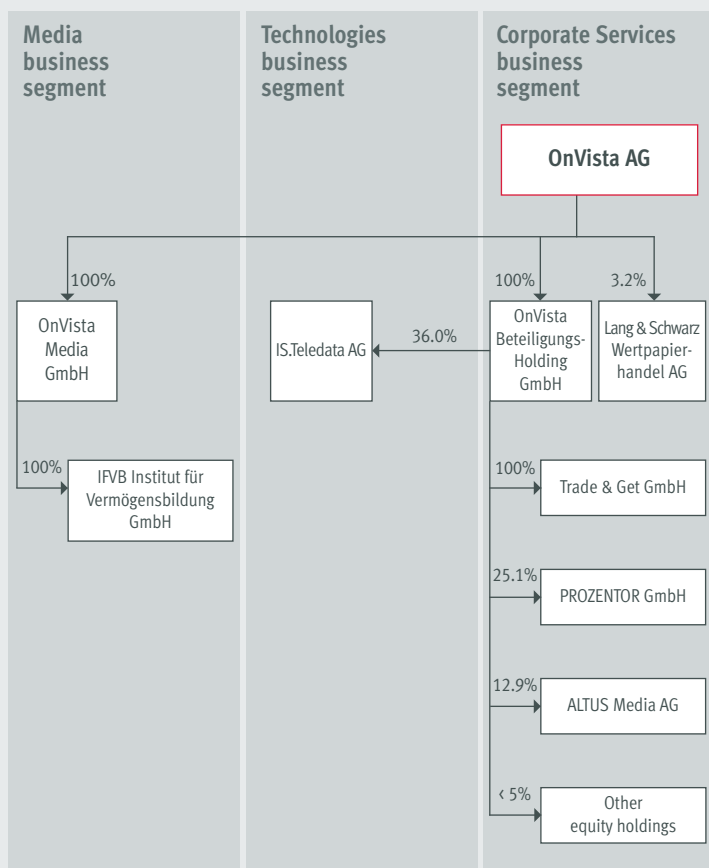 Media
business
segment
Technologies
business
segment
Corporate Services
business
segment
OnVista AG
100%
100%
3.2%
OnVista
Media
GmbH
IS.Teledata AG
36.0%
OnVista
Beteiligungs-
Holding
GmbH
Lang & Schwarz
Wertpapier-
handel AG
100%
IFVB Institut für
Vermögensbildung
GmbH
100%
Trade & Get GmbH
25.1%
PROZENTOR GmbH
12.9%
ALTUS Media AG
< 5%
Other
equity holdings